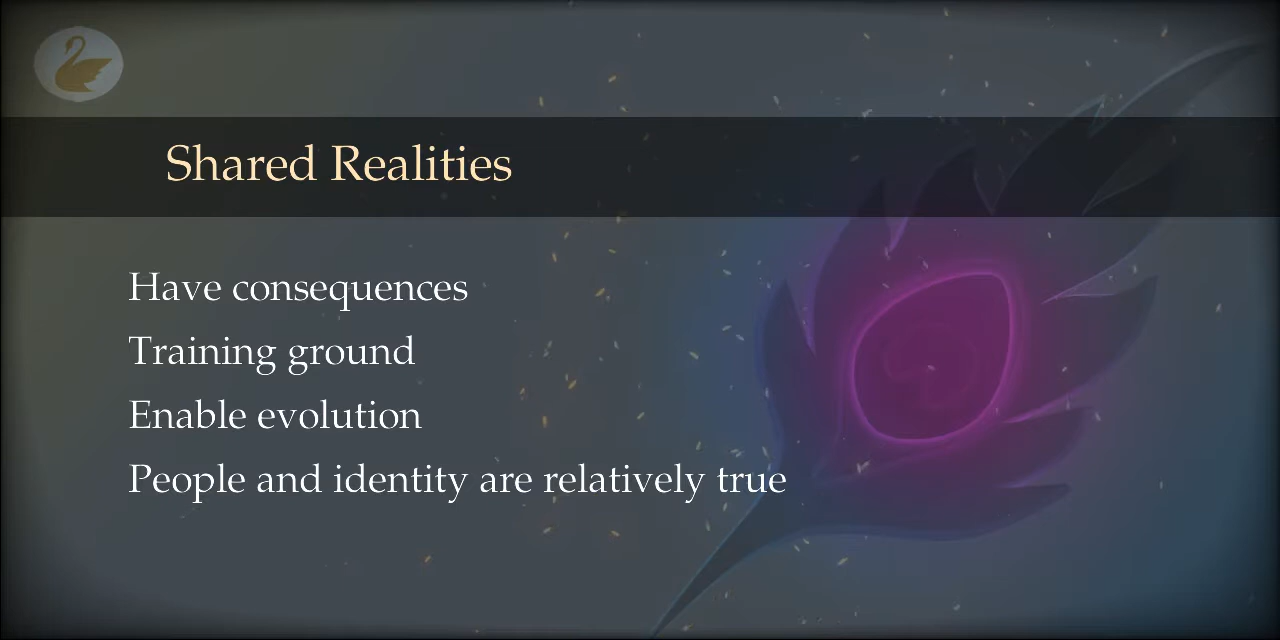 Shared Realities
Have consequences
Training ground
Enable evolution
People and identity are relatively true